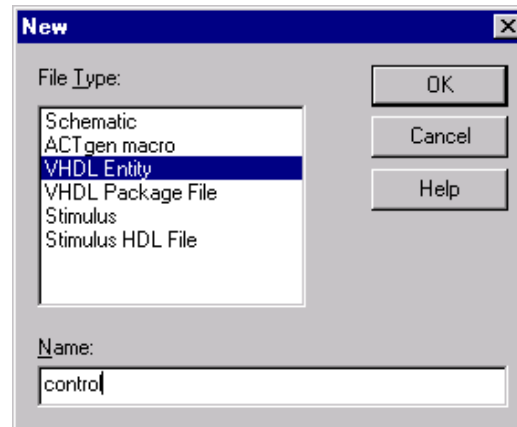 New
File Type:
OK
Schematic
ACTgen macro
Cancel
VHDL Entity
VHDL Package File
Help
Stimulus
Stimulus HDL File
Name:
control